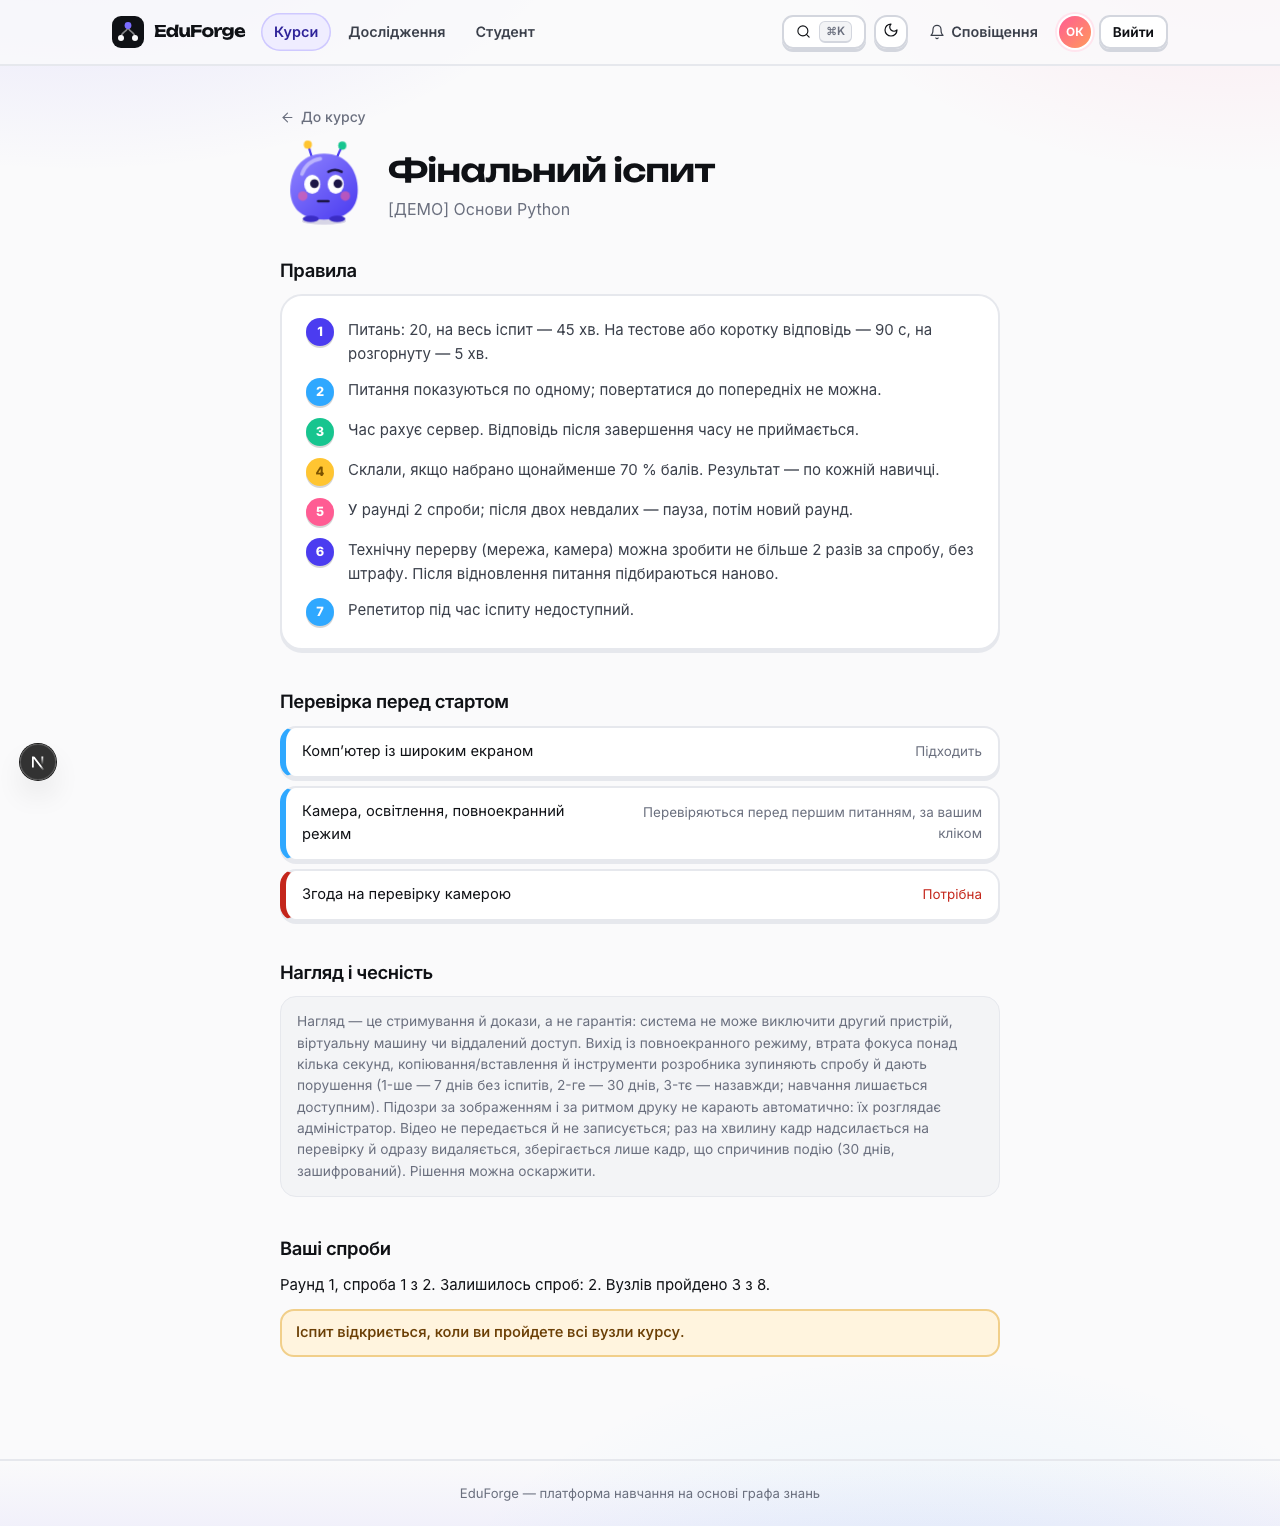 EduForge
Курси
Дослідження
Студент
⌘K
Сповіщення
ОК
Вийти
← До курсу
Фінальний іспит
[ДЕМО] Основи Python
Правила
1 Питань: 20, на весь іспит — 45 хв. На тестове або коротку відповідь — 90 с, на
розгорнуту — 5 хв.
2 Питання показуються по одному; повертатися до попередніх не можна.
3 Час рахує сервер. Відповідь після завершення часу не приймається.
4 Склали, якщо набрано щонайменше 70 % балів. Результат — по кожній навичці.
5 У раунді 2 спроби; після двох невдалих — пауза, потім новий раунд.
6 Технічну перерву (мережа, камера) можна зробити не більше 2 разів за спробу, без
штрафу. Після відновлення питання підбираються наново.
7 Репетитор під час іспиту недоступний.
Перевірка перед стартом
Комп’ютер із широким екраном
Підходить
Камера, освітлення, повноекранний
режим
Перевіряються перед першим питанням, за вашим
кліком
Згода на перевірку камерою
Потрібна
N
Нагляд і чесність
Нагляд — це стримування й докази, а не гарантія: система не може виключити другий пристрій,
віртуальну машину чи віддалений доступ. Вихід із повноекранного режиму, втрата фокуса понад
кілька секунд, копіювання/вставлення й інструменти розробника зупиняють спробу й дають
порушення (1-ше — 7 днів без іспитів, 2-ге — 30 днів, 3-тє — назавжди; навчання лишається
доступним). Підозри за зображенням і за ритмом друку не карають автоматично: їх розглядає
адміністратор. Відео не передається й не записується; раз на хвилину кадр надсилається на
перевірку й одразу видаляється, зберігається лише кадр, що спричинив подію (30 днів,
зашифрований). Рішення можна оскаржити.
Ваші спроби
Раунд 1, спроба 1 з 2. Залишилось спроб: 2. Вузлів пройдено 3 з 8.
Іспит відкриється, коли ви пройдете всі вузли курсу.
EduForge — платформа навчання на основі графа знань